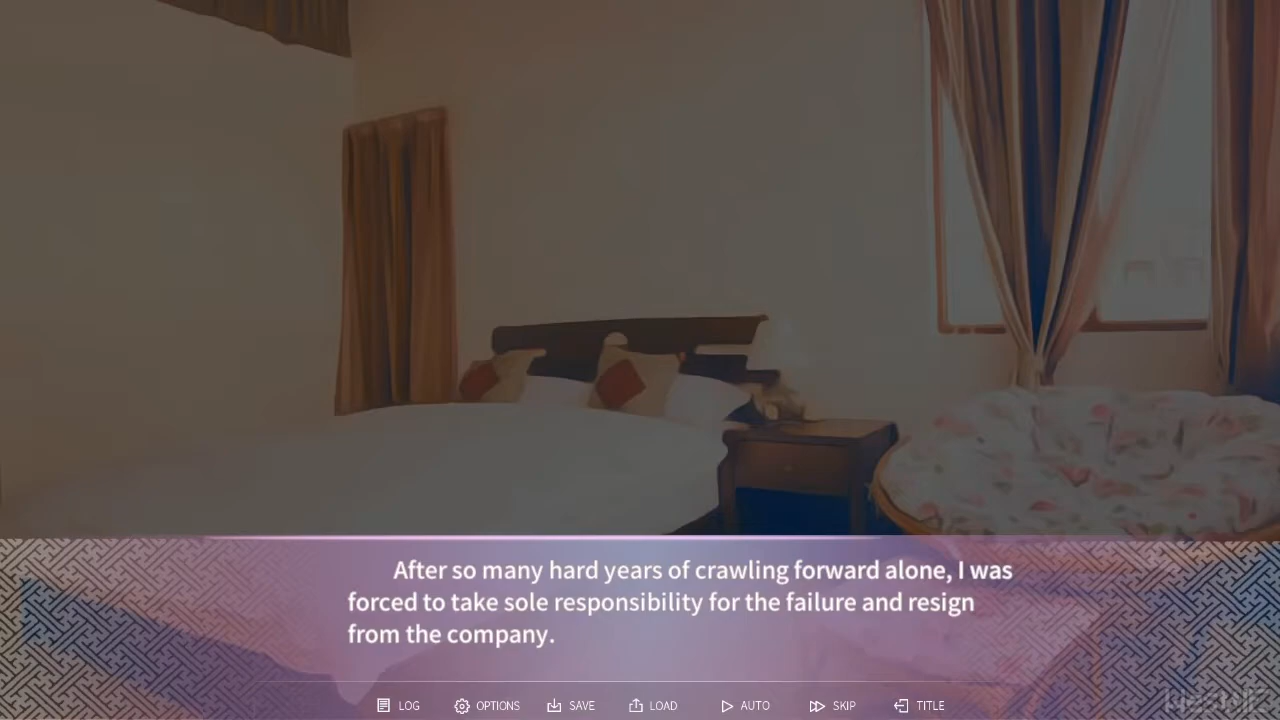 After so many hard years of crawling forward alone, I was
forced to take sole responsibility for the failure and resign
from the company.
LOG OPTIONS SAVE LOAD AUTO SKIP TITLE